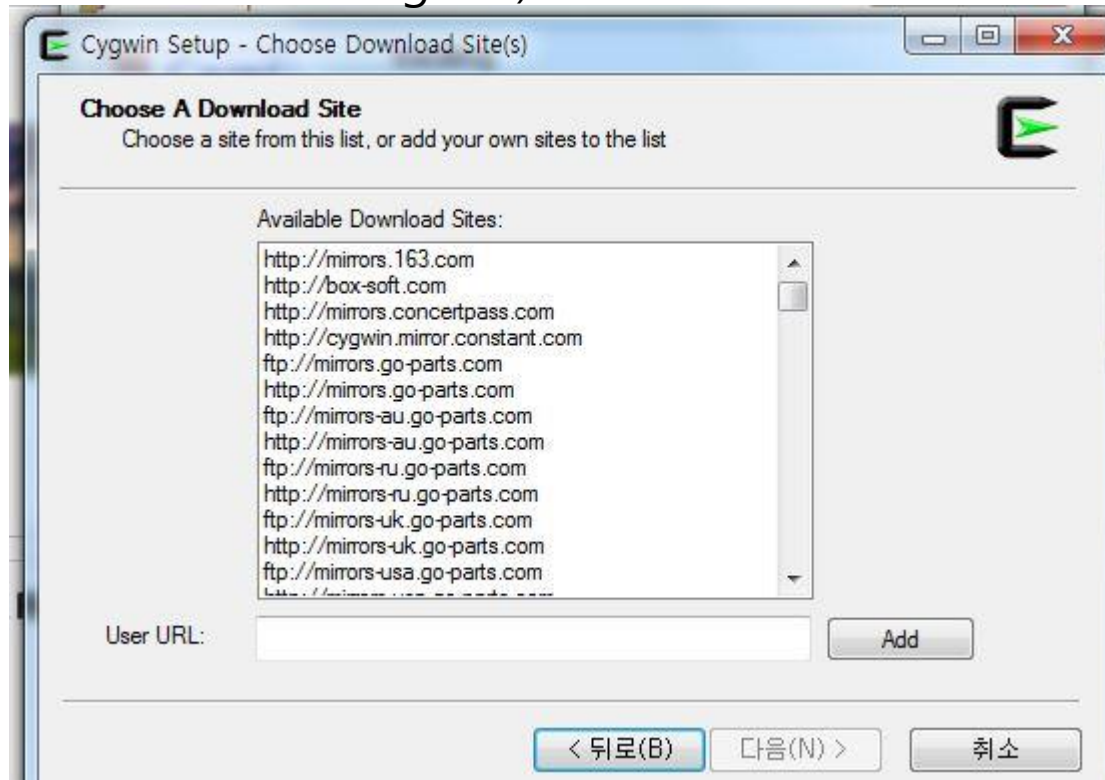 Cygwin Setup - Choose Download Site(s)
Choose A Download Site
Choose a site from this list, or add your own sites to the list
Available Download Sites:
http://mirrors.163.com
http://box-soft.com
http://mirrors.concertpass.com
http://cygwin.mirror.constant.com
ftp://mirrors.go-parts.com
http://mirrors.go-parts.com
ftp://mirrors-au.go-parts.com
http://mirrors-au.go-parts.com
ftp://mirrors-ru.go-parts.com
http://mirrors-ru.go-parts.com
ftp://mirrors-uk.go-parts.com
http://mirrors-uk.go-parts.com
ftp://mirrors-usa.go-parts.com
User URL:
Add
< 뒤로(B) 다음(N) > 취소